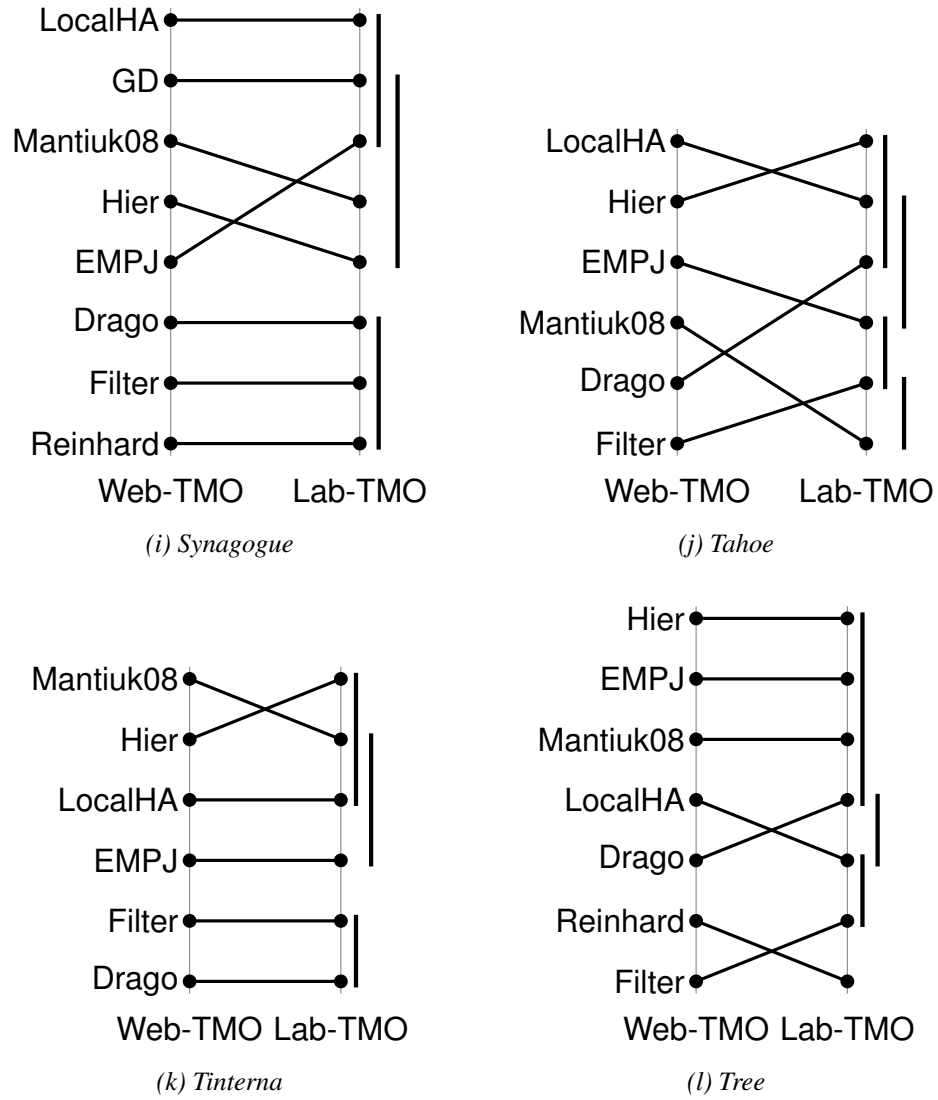 LocalHA
GD
Mantiuk08
Hier
EMPJ
Drago
Filter
Reinhard
Web-TMO Lab-TMO
(i) Synagogue
LocalHA
Hier
EMPJ
Mantiuk08
Drago
Filter
Web-TMO Lab-TMO
(j) Tahoe
Mantiuk08
Hier
LocalHA
EMPJ
Filter
Drago
Web-TMO Lab-TMO
(k) Tinterna
Hier
EMPJ
Mantiuk08
LocalHA
Drago
Reinhard
Filter
Web-TMO Lab-TMO
(l) Tree